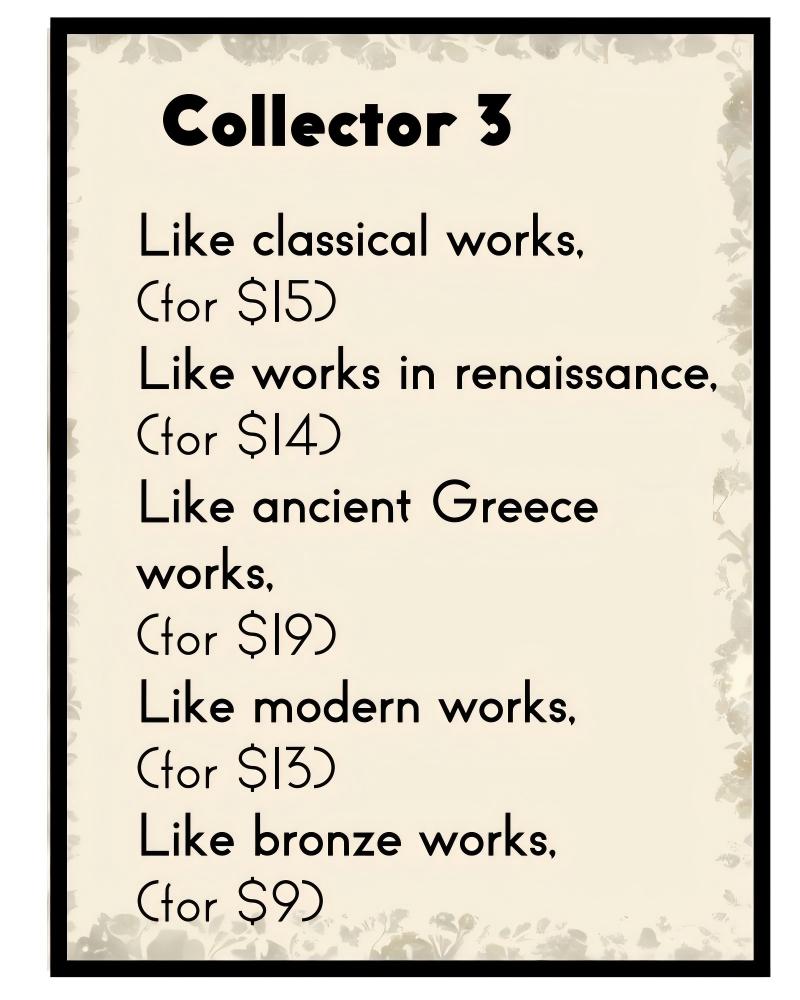 Collector 3
Like classical works,
(for $15)
Like works in renaissance,
(for $14)
Like ancient Greece
works,
(for $19)
Like modern works,
(for $13)
Like bronze works,
(for $9)